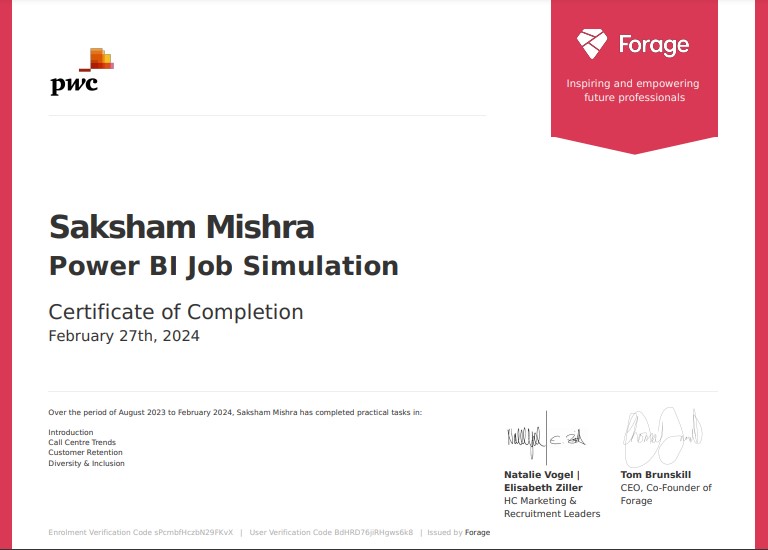 pwc
Forage
Inspiring and empowering
future professionals
Saksham Mishra
Power BI Job Simulation
Certificate of Completion
February 27th, 2024
Over the period of August 2023 to February 2024, Saksham Mishra has completed practical tasks in:
Introduction
Call Centre Trends
Customer Retention
Diversity & Inclusion
Natalie Vogel |
Elisabeth Ziller
HC Marketing &
Recruitment Leaders
Tom Brunskill
CEO, Co-Founder of
Forage
Enrolment Verification Code sPcmbfHczbN29FKvX | User Verification Code BdHRD76jiRHgws6k8 | Issued by Forage